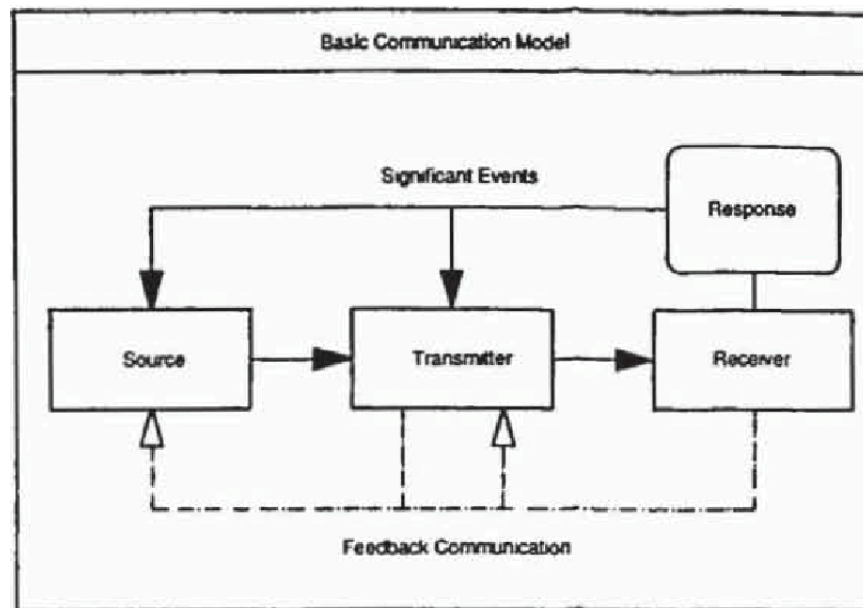 Basic Communication Model
Significant Events
Response
Source
Transmitter
Receiver
Feedback Communication